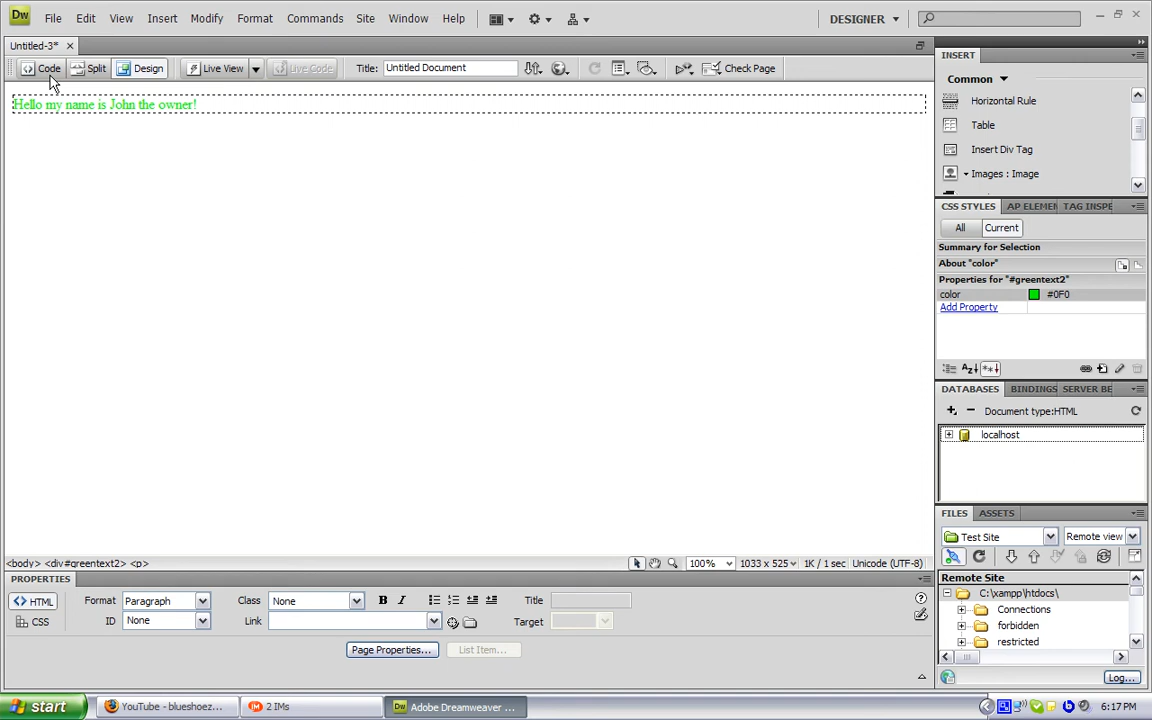 Dw File Edit View Insert Modify Format Commands Site Window Help DESIGNER
Untitled-3*
Code Split Design Live View Live Code Title: Untitled Document Check Page
Hello my name is John the owner!
INSERT
Common
Horizontal Rule
Table
Insert Div Tag
Images : Image
CSS STYLES AP ELEMEN TAG INSPE
All Current
Summary for Selection
About "color"
Properties for "#greentext2"
color #0F0
Add Property
DATABASES BINDINGS SERVER BE
Document type:HTML
localhost
FILES ASSETS
Test Site Remote view
Remote Site
C:\xampp\htdocs\
Connections
forbidden
restricted
Log...
<body> <div#greentext2> <p> 100% 1033 x 525 1K / 1 sec Unicode (UTF-8)
PROPERTIES
HTML Format Paragraph Class None B I Title
CSS ID None Link Target
Page Properties... List Item...
start YouTube - blueshoez... 2 IMs Dw Adobe Dreamweaver ... 6:17 PM